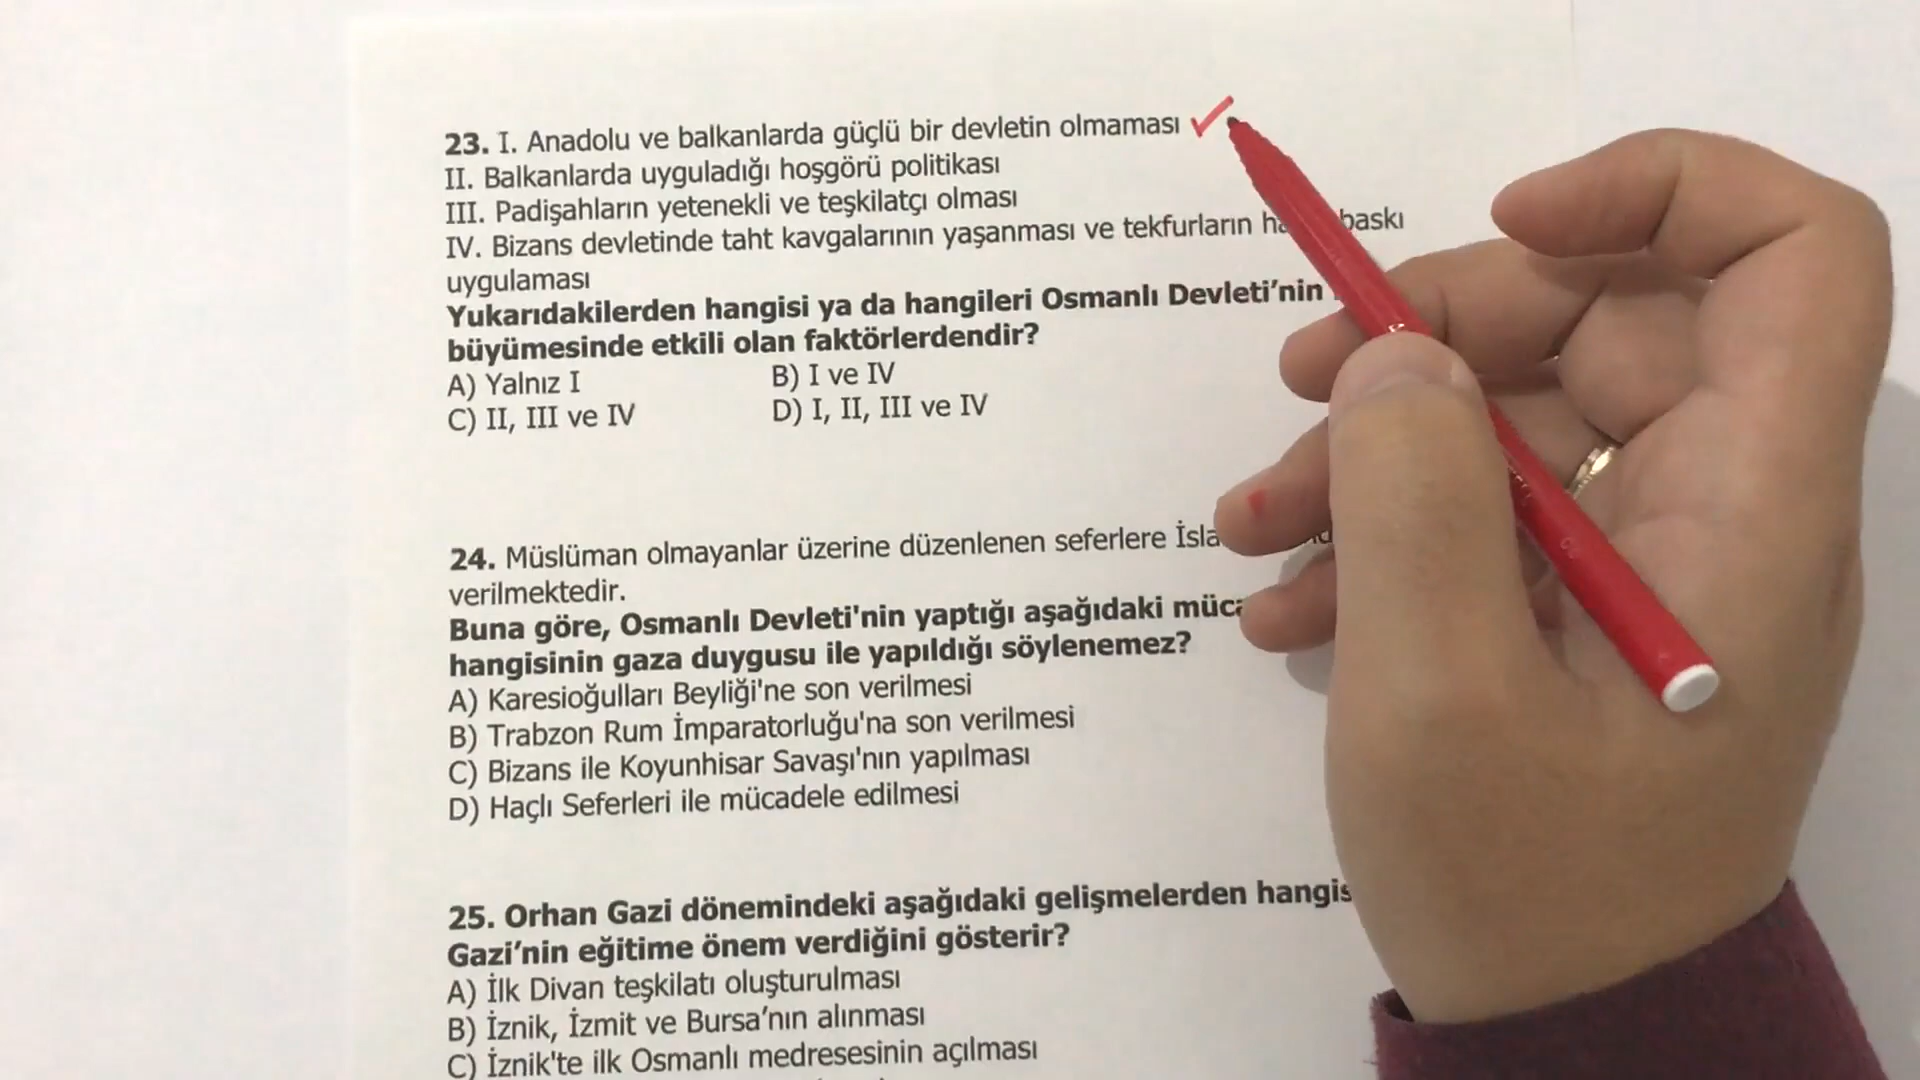 23. I. Anadolu ve balkanlarda güçlü bir devletin olmaması
II. Balkanlarda uyguladığı hoşgörü politikası
III. Padişahların yetenekli ve teşkilatçı olması
IV. Bizans devletinde taht kavgalarının yaşanması ve tekfurların baskı
uygulaması
Yukarıdakilerden hangisi ya da hangileri Osmanlı Devleti’nin
büyümesinde etkili olan faktörlerdendir?
A) Yalnız I B) I ve IV
C) II, III ve IV D) I, II, III ve IV
24. Müslüman olmayanlar üzerine düzenlenen seferlere
verilmektedir.
Buna göre, Osmanlı Devleti'nin yaptığı aşağıdaki
hangisinin gaza duygusu ile yapıldığı söylenemez?
A) Karesioğulları Beyliği'ne son verilmesi
B) Trabzon Rum İmparatorluğu'na son verilmesi
C) Bizans ile Koyunhisar Savaşı'nın yapılması
D) Haçlı Seferleri ile mücadele edilmesi
25. Orhan Gazi dönemindeki aşağıdaki gelişmelerden
Gazi’nin eğitime önem verdiğini gösterir?
A) İlk Divan teşkilatı oluşturulması
B) İznik, İzmit ve Bursa’nın alınması
C) İznik'te ilk Osmanlı medresesinin açılması